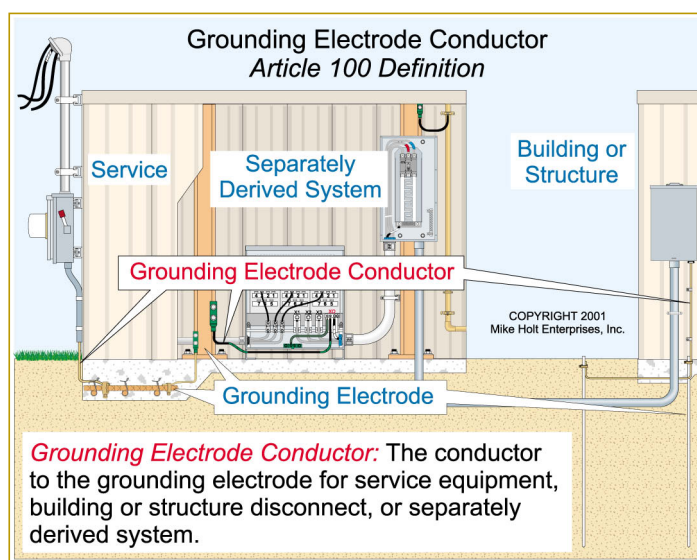 Grounding Electrode Conductor
Article 100 Definition
Service
Separately
Derived System
Building or
Structure
Grounding Electrode Conductor
COPYRIGHT 2001
Mike Holt Enterprises, Inc.
Grounding Electrode
Grounding Electrode Conductor: The conductor
to the grounding electrode for service equipment,
building or structure disconnect, or separately
derived system.